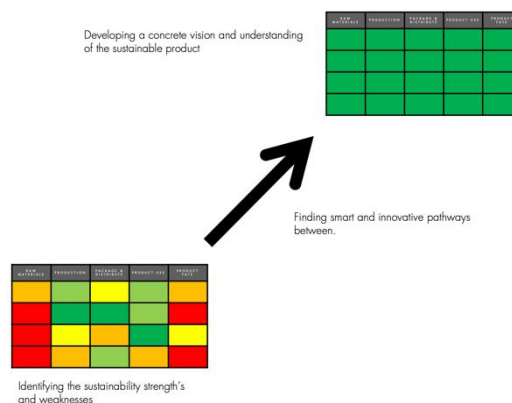 Developing a concrete vision and understanding
of the sustainable product
RAW MATERIALS PRODUCTION PACKAGE & DISTRIBUTE PRODUCT USE PRODUCT FATE
Finding smart and innovative pathways
between.
RAW MATERIALS PRODUCTION PACKAGE & DISTRIBUTE PRODUCT USE PRODUCT FATE
Identifying the sustainability strength's
and weaknesses